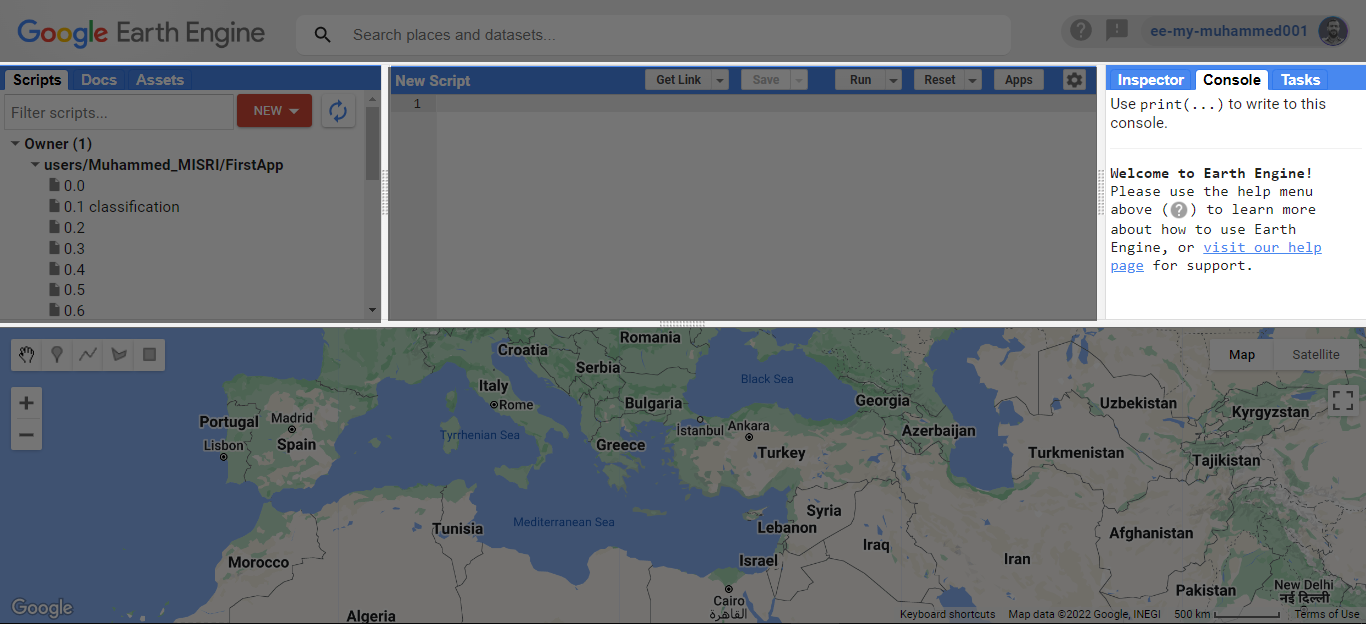 Google Earth Engine
Search places and datasets...
ee-my-muhammed001
Scripts Docs Assets
Filter scripts...
NEW
Owner (1)
users/Muhammed_MISRI/FirstApp
0.0
0.1 classification
0.2
0.3
0.4
0.5
0.6
New Script
Get Link Save Run Reset Apps
1
Inspector Console Tasks
Use print(...) to write to this
console.
Welcome to Earth Engine!
Please use the help menu
above (?) to learn more
about how to use Earth
Engine, or visit our help
page for support.
Map Satellite
Romania
Croatia
Serbia
Black Sea
Italy
Rome
Bulgaria
Georgia
Uzbekistan
Kyrgyzstan
Portugal
Madrid
İstanbul
Ankara
Azerbaijan
Tyrrhenian Sea
Lisbon
Spain
Greece
Turkey
Turkmenistan
Tajikistan
Syria
Mediterranean Sea
Tunisia
Lebanon
Afghanistan
Iraq
Iran
Morocco
Israel
Pakistan
New Delhi
नई दिल्ली
Cairo
القاهرة
Algeria
Google
Keyboard shortcuts Map data ©2022 Google, INEGI 500 km Terms of Use